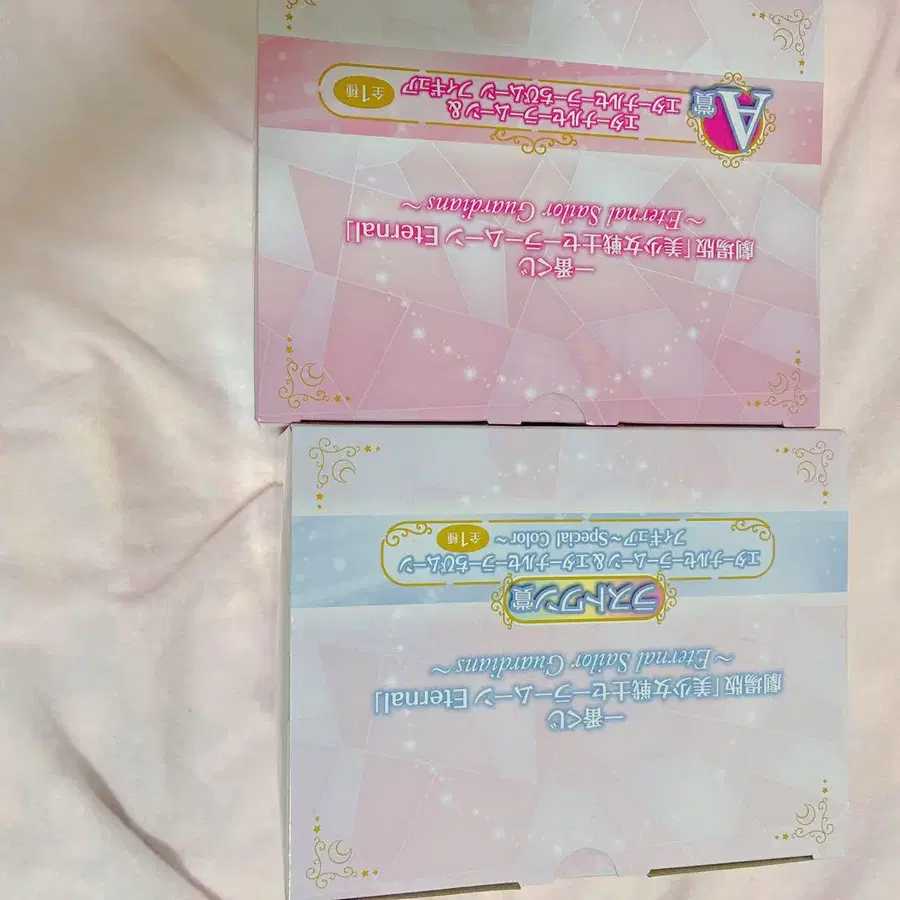 一番くじ
劇場版「美少女戦士セーラームーン Eternal」
～Eternal Sailor Guardians～
A賞
エターナルセーラームーン&
エターナルセーラーちびムーン フィギュア
全1種
一番くじ
劇場版「美少女戦士セーラームーン Eternal」
～Eternal Sailor Guardians～
ラストワン賞
エターナルセーラームーン&エターナルセーラーちびムーン
フィギュア～Special Color～
全1種